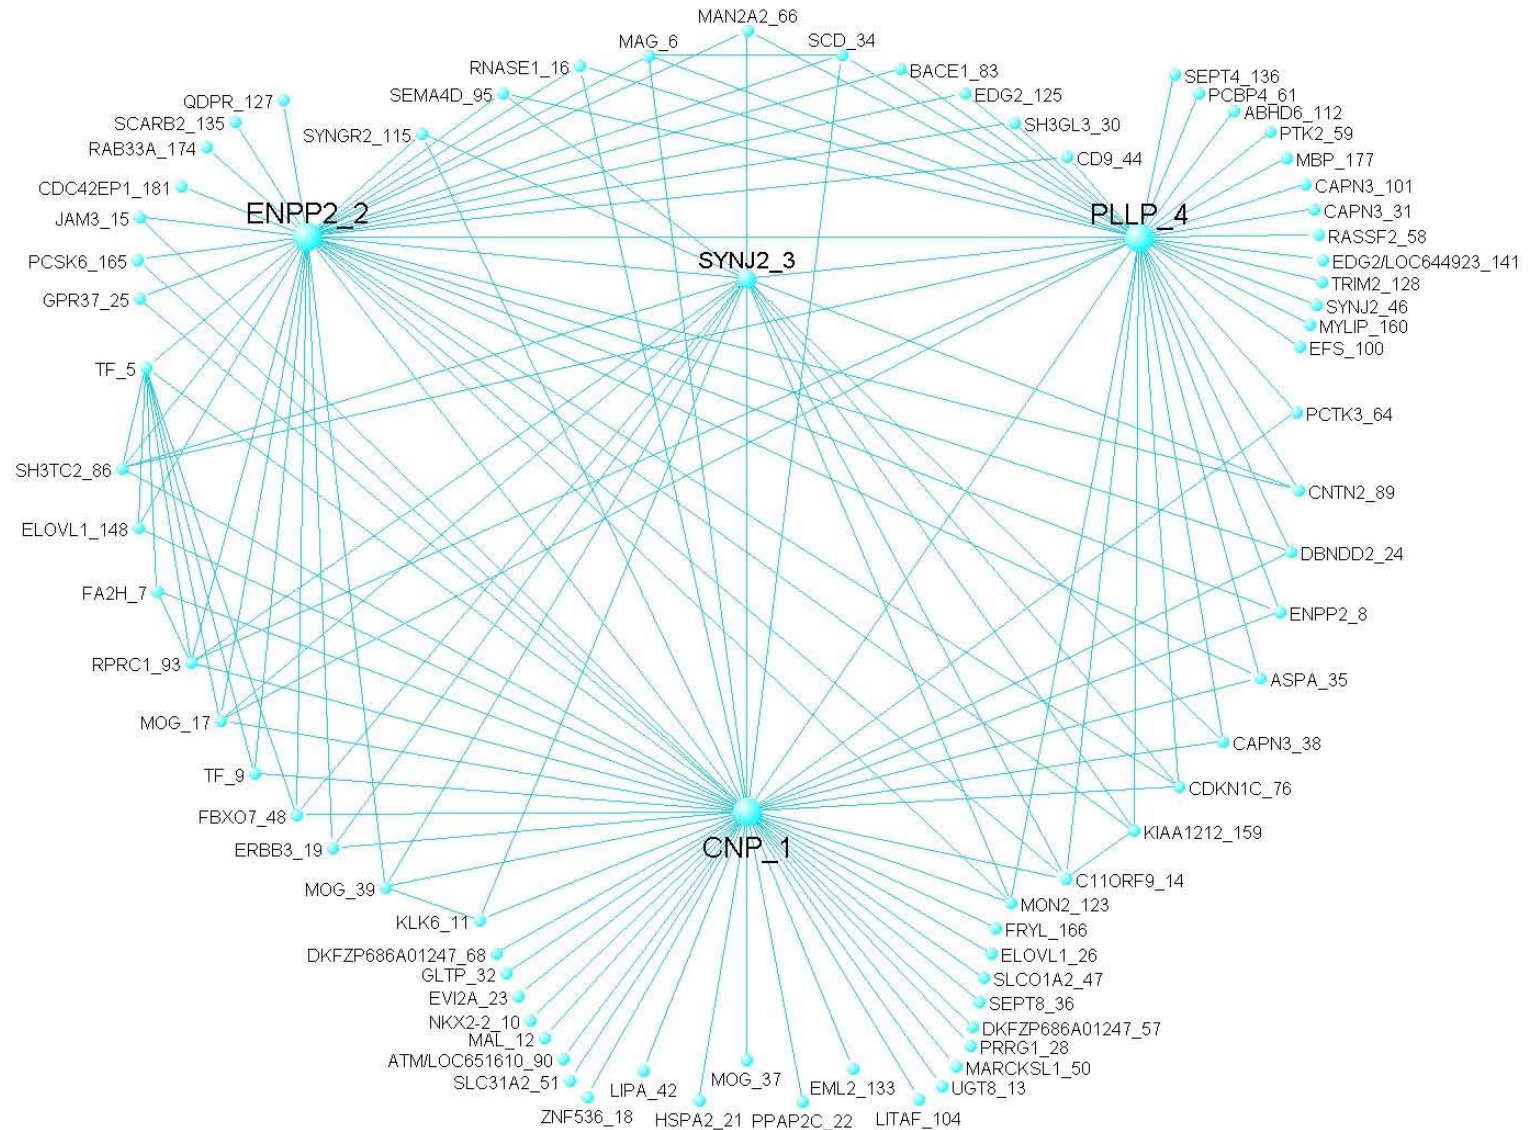 MAN2A2_66
MAG_6
SCD_34
RNASE1_16
BACE1_83
SEPT4_136
SEMA4D_95
EDG2_125
PCBP4_61
QDPR_127
ABHD6_112
SCARB2_135
SYNGR2_115
SH3GL3_30
PTK2_59
RAB33A_174
CD9_44
MBP_177
CDC42EP1_181
CAPN3_101
JAM3_15
ENPP2_2
PLLP_4
CAPN3_31
RASSF2_58
PCSK6_165
SYNJ2_3
EDG2/LOC644923_141
TRIM2_128
GPR37_25
SYNJ2_46
MYLIP_160
EFS_100
TF_5
PCTK3_64
SH3TC2_86
CNTN2_89
ELOVL1_148
DBNDD2_24
FA2H_7
ENPP2_8
RPRC1_93
ASPA_35
MOG_17
CAPN3_38
TF_9
CDKN1C_76
FBXO7_48
KIAA1212_159
ERBB3_19
CNP_1
C11ORF9_14
MOG_39
MON2_123
KLK6_11
FRYL_166
DKFZP686A01247_68
ELOVL1_26
GLTP_32
SLCO1A2_47
EVI2A_23
SEPT8_36
NKX2-2_10
DKFZP686A01247_57
MAL_12
PRRG1_28
ATM/LOC651610_90
MARCKSL1_50
SLC31A2_51
LIPA_42
MOG_37
EML2_133
UGT8_13
ZNF536_18
HSPA2_21
PPAP2C_22
LITAF_104